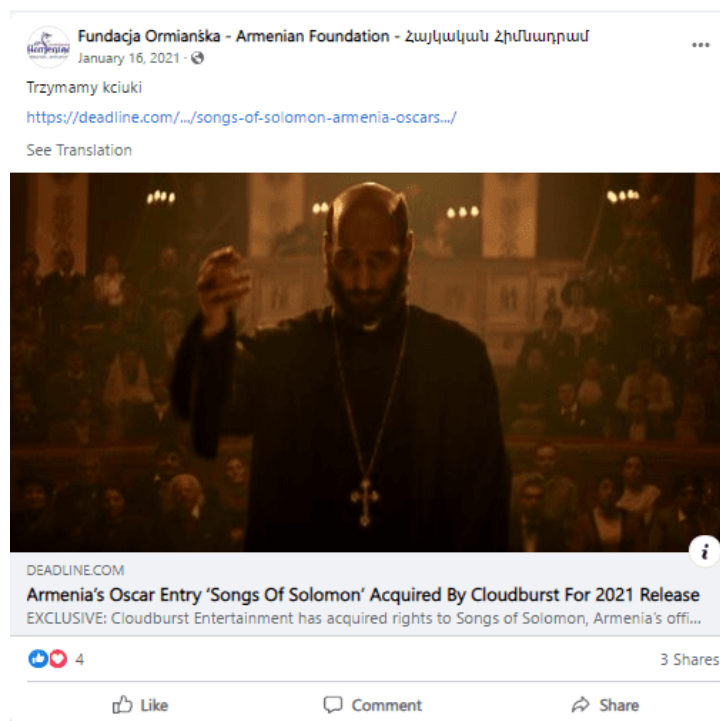 Fundacja Ormiańska - Armenian Foundation - Հայկական Հիմնադրամ
January 16, 2021 ·
Trzymamy kciuki
https://deadline.com/.../songs-of-solomon-armenia-oscars.../
See Translation
DEADLINE.COM
Armenia's Oscar Entry 'Songs Of Solomon' Acquired By Cloudburst For 2021 Release
EXCLUSIVE: Cloudburst Entertainment has acquired rights to Songs of Solomon, Armenia's offi...
4
3 Shares
Like
Comment
Share